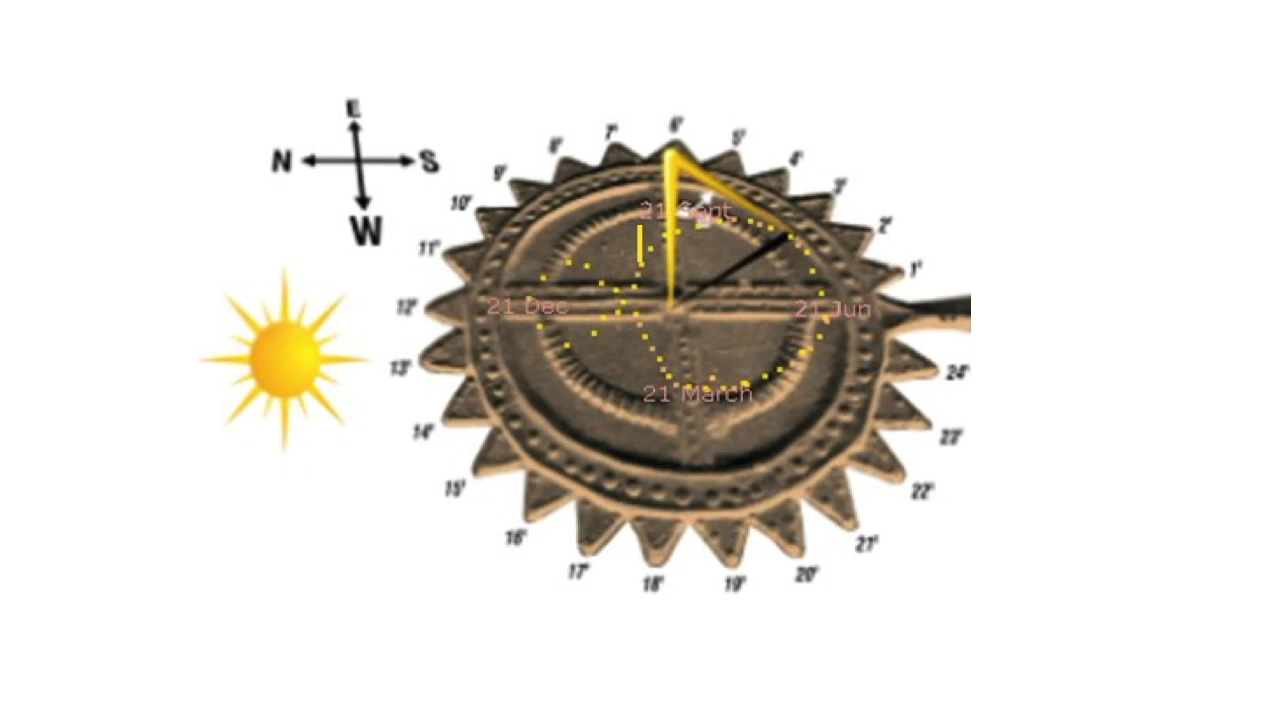 E
N S
W
6'
7' 5'
8' 4'
9' 3'
10' 2'
21 Sept
11' 1'
12' 21 Dec 21 Jun
13' 24'
21 March
14' 23'
15' 22'
16' 21'
17' 20'
18' 19'